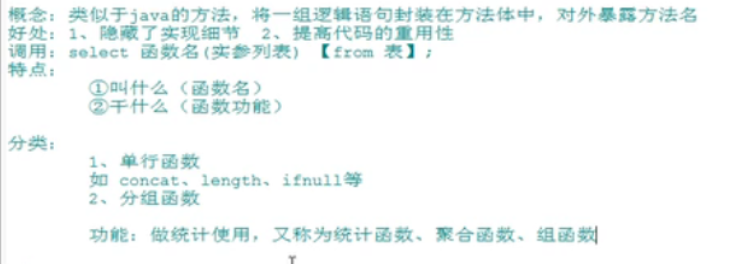 概念：类似于java的方法，将一组逻辑语句封装在方法体中，对外暴露方法名
好处：1、隐藏了实现细节 2、提高代码的重用性
调用：select 函数名(实参列表) 【from 表】;
特点：
①叫什么（函数名）
②干什么（函数功能）
分类：
1、单行函数
如 concat、length、ifnull等
2、分组函数
功能：做统计使用，又称为统计函数、聚合函数、组函数